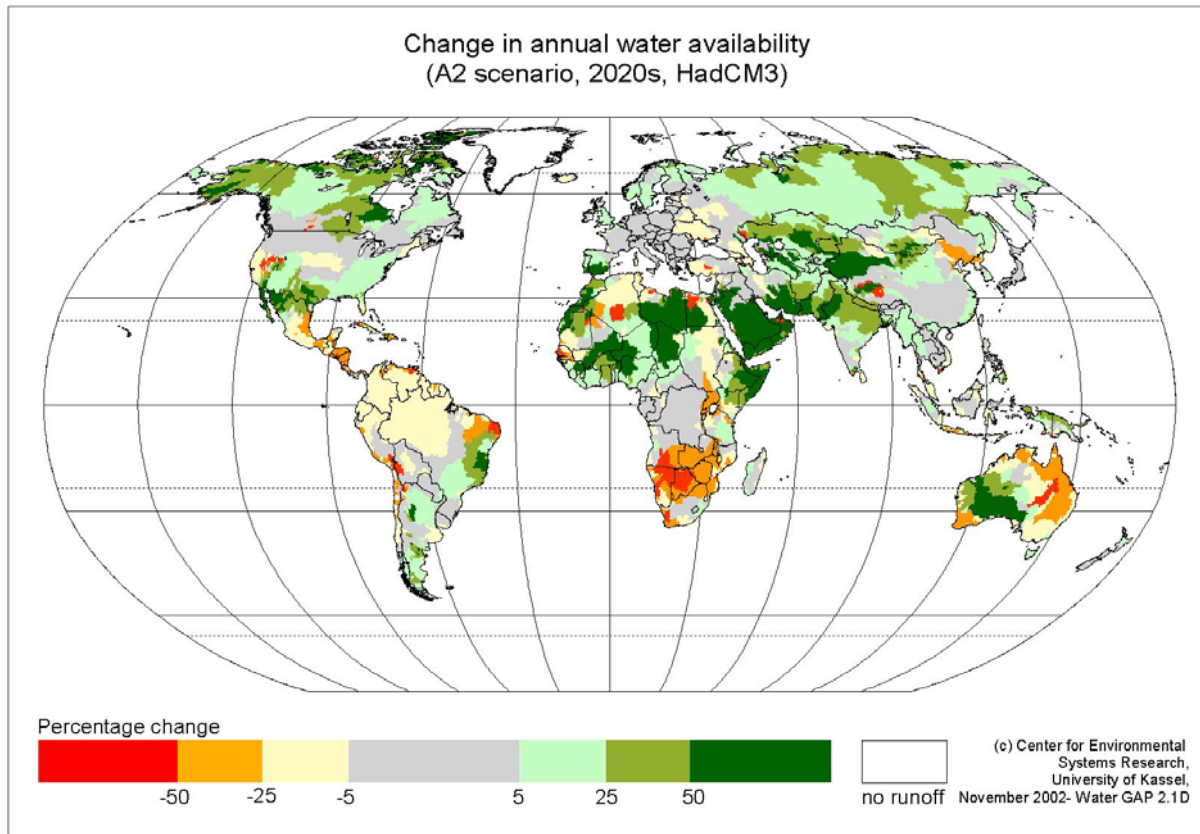 Change in annual water availability
(A2 scenario, 2020s, HadCM3)
Percentage change
-50 -25 -5 5 25 50
no runoff
(c) Center for Environmental
Systems Research,
University of Kassel,
November 2002- Water GAP 2.1D